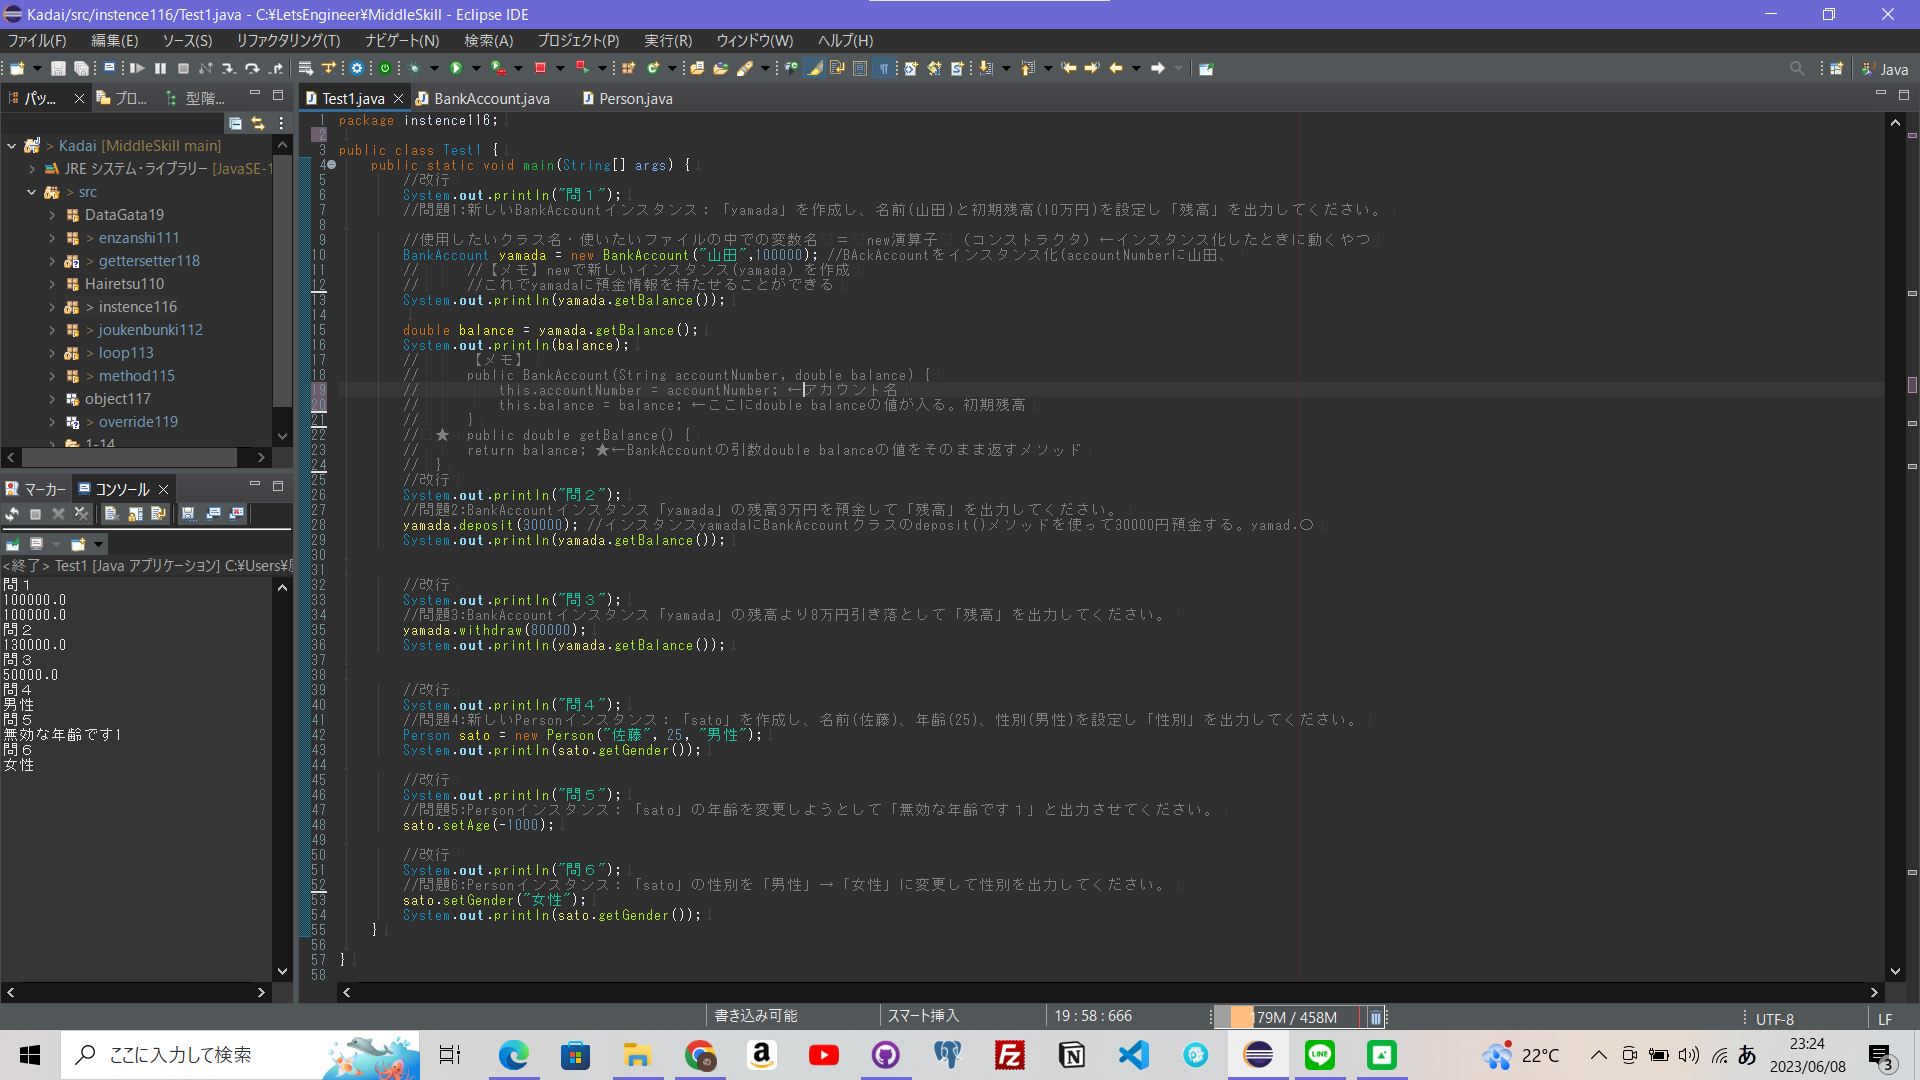 Kadai/src/instence116/Test1.java - C:¥LetsEngineer¥MiddleSkill - Eclipse IDE
ファイル(F) 編集(E) ソース(S) リファクタリング(T) ナビゲート(N) 検索(A) プロジェクト(P) 実行(R) ウィンドウ(W) ヘルプ(H)
Java
パッ... プロ... 型階...
> Kadai [MiddleSkill main]
JRE システム・ライブラリー [JavaSE-1
> src
DataGata19
> enzanshi111
> gettersetter118
Hairetsu110
> instence116
> joukenbunki112
> loop113
> method115
object117
> override119
1-14
マーカー コンソール
<終了> Test1 [Java アプリケーション] C:¥Users¥
問１
100000.0
100000.0
問２
130000.0
問３
50000.0
問４
男性
問５
無効な年齢です1
問６
女性
Test1.java BankAccount.java Person.java
1 package instence116;
2
3 public class Test1 {
4 public static void main(String[] args) {
5 //改行
6 System.out.println("問１");
7 //問題1:新しいBankAccountインスタンス：「yamada」を作成し、名前(山田)と初期残高(10万円)を設定し「残高」を出力してください。
8
9 //使用したいクラス名・使いたいファイルの中での変数名　＝　new演算子　（コンストラクタ）←インスタンス化したときに動くやつ
10 BankAccount yamada = new BankAccount("山田",100000); //BAckAccountをインスタンス化(accountNumberに山田、
11 // //【メモ】newで新しいインスタンス(yamada) を作成
12 // //これでyamadaに預金情報を持たせることができる
13 System.out.println(yamada.getBalance());
14
15 double balance = yamada.getBalance();
16 System.out.println(balance);
17 // 【メモ】
18 // public BankAccount(String accountNumber, double balance) {
19 // this.accountNumber = accountNumber; ←アカウント名
20 // this.balance = balance; ←ここにdouble balanceの値が入る。初期残高
21 // }
22 //　★ public double getBalance() {
23 // return balance; ★←BankAccountの引数double balanceの値をそのまま返すメソッド
24 // }
25 //改行
26 System.out.println("問２");
27 //問題2:BankAccountインスタンス「yamada」の残高3万円を預金して「残高」を出力してください。
28 yamada.deposit(30000); //インスタンスyamadaにBankAccountクラスのdeposit()メソッドを使って30000円預金する。yamad.〇
29 System.out.println(yamada.getBalance());
30
31
32 //改行
33 System.out.println("問３");
34 //問題3:BankAccountインスタンス「yamada」の残高より8万円引き落として「残高」を出力してください。
35 yamada.withdraw(80000);
36 System.out.println(yamada.getBalance());
37
38
39 //改行
40 System.out.println("問４");
41 //問題4:新しいPersonインスタンス：「sato」を作成し、名前(佐藤)、年齢(25)、性別(男性)を設定し「性別」を出力してください。
42 Person sato = new Person("佐藤", 25, "男性");
43 System.out.println(sato.getGender());
44
45 //改行
46 System.out.println("問５");
47 //問題5:Personインスタンス：「sato」の年齢を変更しようとして「無効な年齢です１」と出力させてください。
48 sato.setAge(-1000);
49
50 //改行
51 System.out.println("問６");
52 //問題6:Personインスタンス：「sato」の性別を「男性」→「女性」に変更して性別を出力してください。
53 sato.setGender("女性");
54 System.out.println(sato.getGender());
55 }
56
57 }
58
書き込み可能 スマート挿入 19 : 58 : 666 179M / 458M UTF-8 LF
ここに入力して検索
22°C あ 23:24
2023/06/08 3